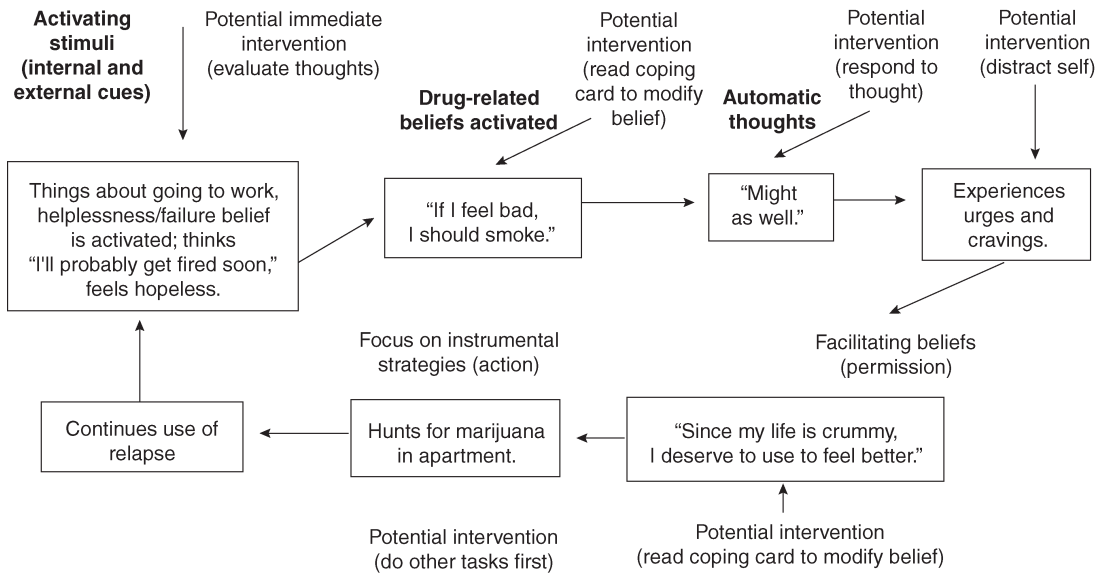 Activating
stimuli
(internal and
external cues)
Potential immediate
intervention
(evaluate thoughts)
Drug-related
beliefs activated
Potential
intervention
(read coping
card to modify
belief)
Automatic
thoughts
Potential
intervention
(respond to
thought)
Potential
intervention
(distract self)
Things about going to work,
helplessness/failure belief
is activated; thinks
“I'll probably get fired soon,”
feels hopeless.
“If I feel bad,
I should smoke.”
“Might
as well.”
Experiences
urges and
cravings.
Facilitating beliefs
(permission)
“Since my life is crummy,
I deserve to use to feel better.”
Potential intervention
(read coping card to modify belief)
Focus on instrumental
strategies (action)
Hunts for marijuana
in apartment.
Potential intervention
(do other tasks first)
Continues use of
relapse